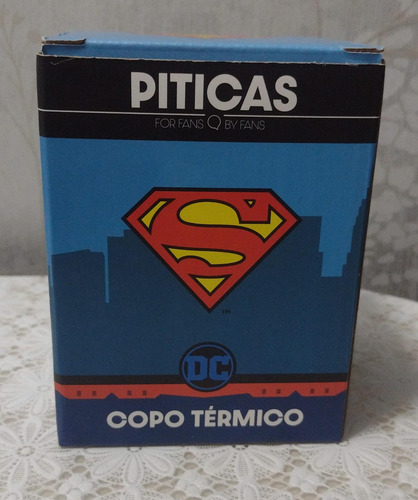 PITICAS
FOR FANS BY FANS
S
TM
DC
COPO TÉRMICO